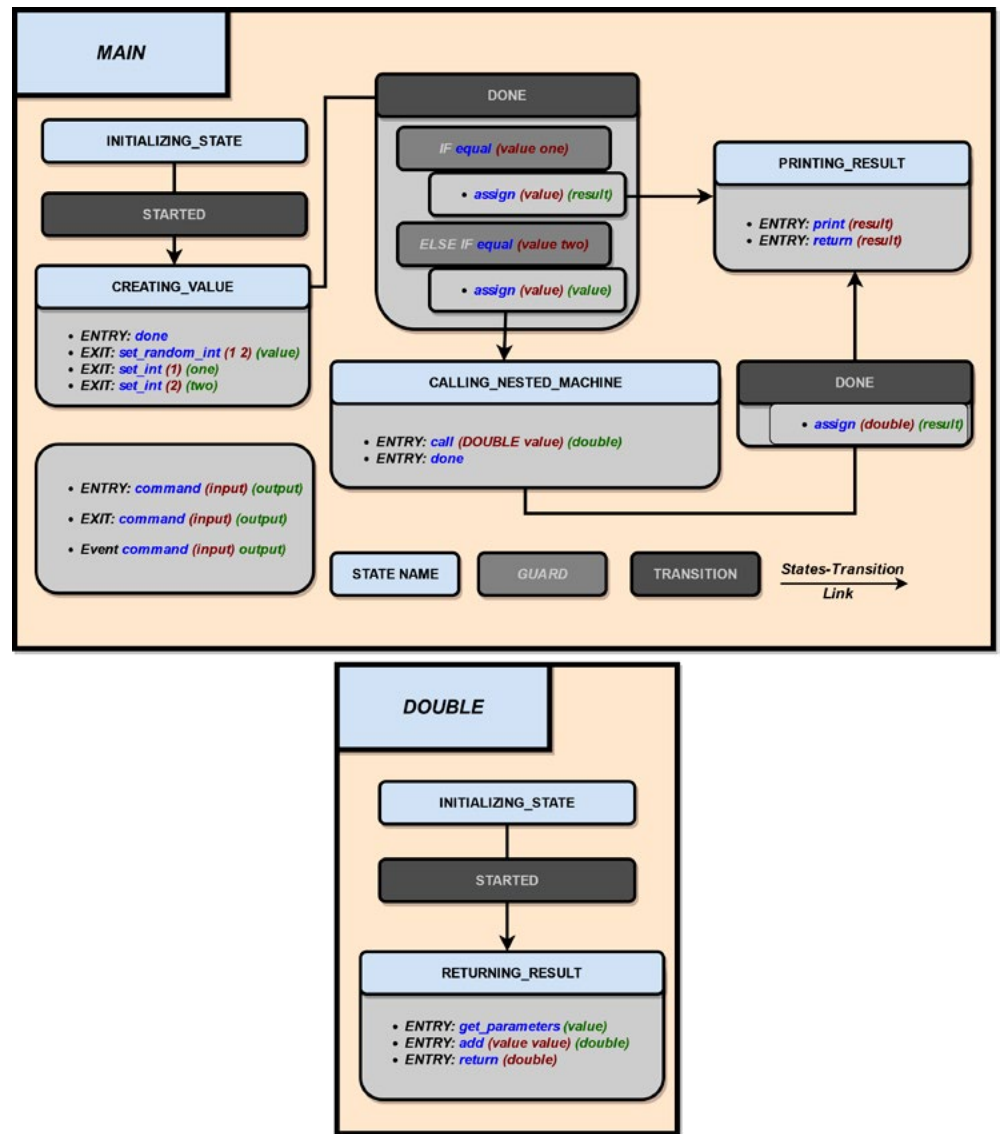 MAIN
INITIALIZING_STATE
STARTED
CREATING_VALUE
• ENTRY: done
• EXIT: set_random_int (1 2) (value)
• EXIT: set_int (1) (one)
• EXIT: set_int (2) (two)
DONE
IF equal (value one)
• assign (value) (result)
ELSE IF equal (value two)
• assign (value) (value)
PRINTING_RESULT
• ENTRY: print (result)
• ENTRY: return (result)
CALLING_NESTED_MACHINE
• ENTRY: call (DOUBLE value) (double)
• ENTRY: done
DONE
• assign (double) (result)
• ENTRY: command (input) (output)
• EXIT: command (input) (output)
• Event command (input) output)
STATE NAME
GUARD
TRANSITION
States-Transition
Link
DOUBLE
INITIALIZING_STATE
STARTED
RETURNING_RESULT
• ENTRY: get_parameters (value)
• ENTRY: add (value value) (double)
• ENTRY: return (double)